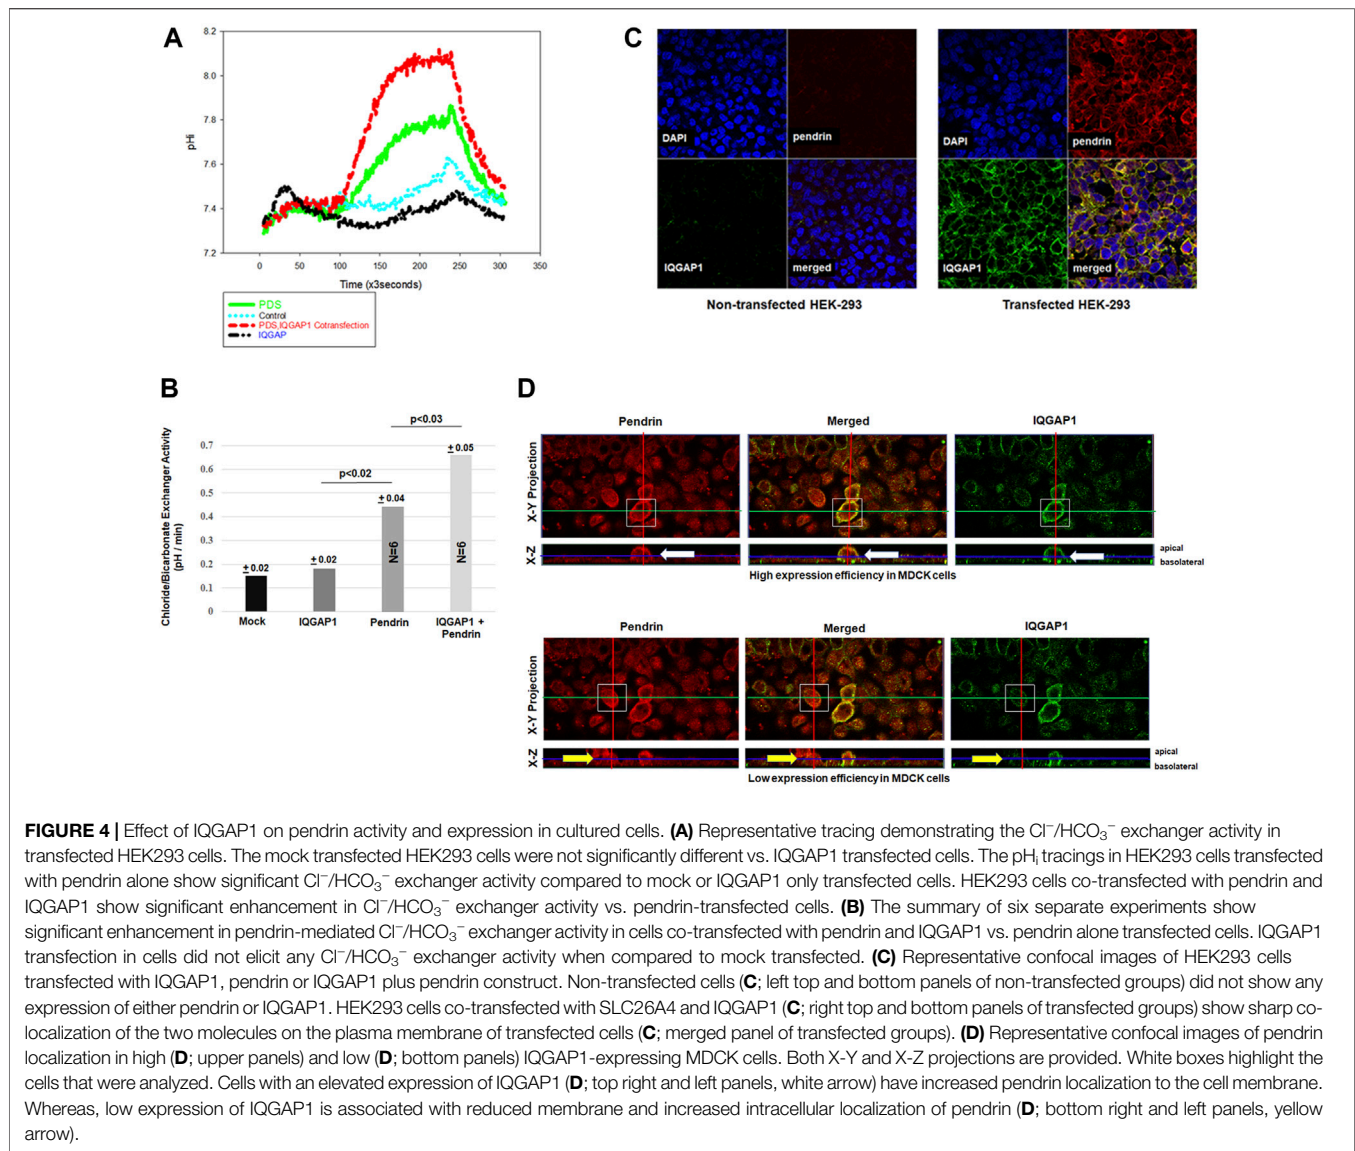 A
8.2
8.0
7.8
7.6
7.4
7.2
pHi
0 50 100 150 200 250 300 350
Time (x3seconds)
PDS
Control
PDS,IQGAP1 Cotransfection
IQGAP
C
DAPI
pendrin
IQGAP1
merged
Non-transfected HEK-293
DAPI
pendrin
IQGAP1
merged
Transfected HEK-293
B
Chloride/Bicarbonate Exchanger Activity
(pH / min)
0.7
0.6
0.5
0.4
0.3
0.2
0.1
0
p<0.03
p<0.02
± 0.02
± 0.02
± 0.04
± 0.05
N=6
N=6
Mock
IQGAP1
Pendrin
IQGAP1 +
Pendrin
D
Pendrin
Merged
IQGAP1
X-Y Projection
X-Z
apical
basolateral
High expression efficiency in MDCK cells
Pendrin
Merged
IQGAP1
X-Y Projection
X-Z
apical
basolateral
Low expression efficiency in MDCK cells
FIGURE 4 | Effect of IQGAP1 on pendrin activity and expression in cultured cells. (A) Representative tracing demonstrating the Cl⁻/HCO₃⁻ exchanger activity in
transfected HEK293 cells. The mock transfected HEK293 cells were not significantly different vs. IQGAP1 transfected cells. The pHᵢ tracings in HEK293 cells transfected
with pendrin alone show significant Cl⁻/HCO₃⁻ exchanger activity compared to mock or IQGAP1 only transfected cells. HEK293 cells co-transfected with pendrin and
IQGAP1 show significant enhancement in Cl⁻/HCO₃⁻ exchanger activity vs. pendrin-transfected cells. (B) The summary of six separate experiments show
significant enhancement in pendrin-mediated Cl⁻/HCO₃⁻ exchanger activity in cells co-transfected with pendrin and IQGAP1 vs. pendrin alone transfected cells. IQGAP1
transfection in cells did not elicit any Cl⁻/HCO₃⁻ exchanger activity when compared to mock transfected. (C) Representative confocal images of HEK293 cells
transfected with IQGAP1, pendrin or IQGAP1 plus pendrin construct. Non-transfected cells (C; left top and bottom panels of non-transfected groups) did not show any
expression of either pendrin or IQGAP1. HEK293 cells co-transfected with SLC26A4 and IQGAP1 (C; right top and bottom panels of transfected groups) show sharp co-
localization of the two molecules on the plasma membrane of transfected cells (C; merged panel of transfected groups). (D) Representative confocal images of pendrin
localization in high (D; upper panels) and low (D; bottom panels) IQGAP1-expressing MDCK cells. Both X-Y and X-Z projections are provided. White boxes highlight the
cells that were analyzed. Cells with an elevated expression of IQGAP1 (D; top right and left panels, white arrow) have increased pendrin localization to the cell membrane.
Whereas, low expression of IQGAP1 is associated with reduced membrane and increased intracellular localization of pendrin (D; bottom right and left panels, yellow
arrow).